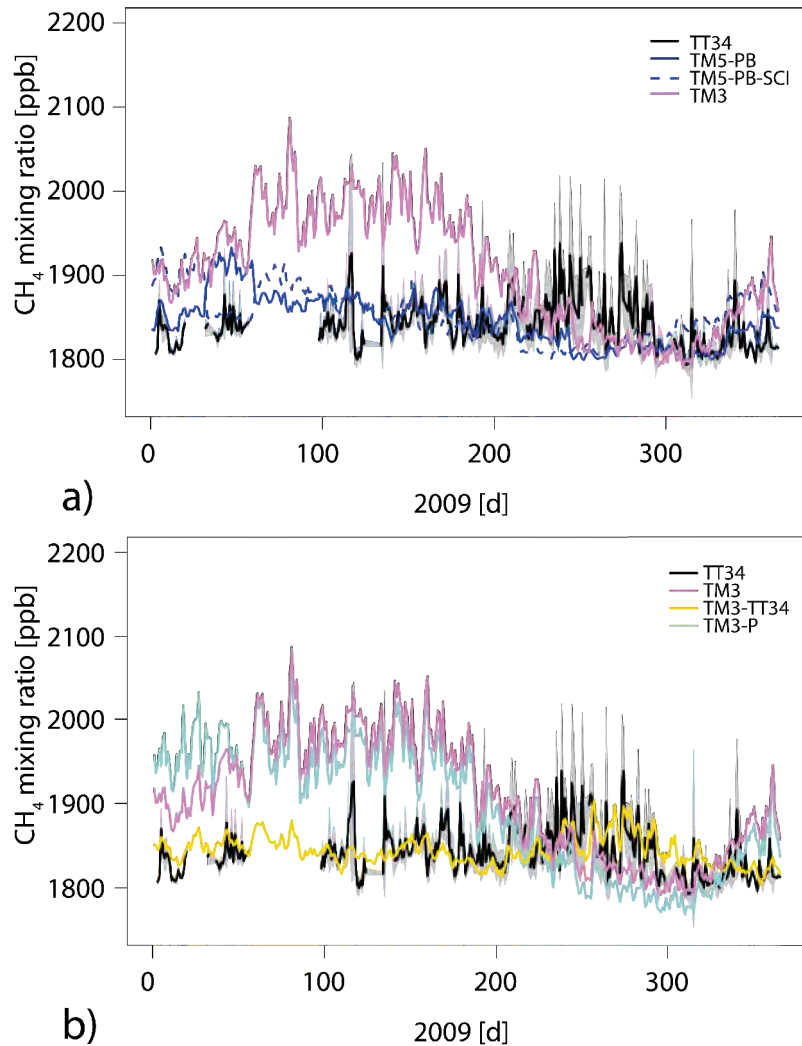 2200
2100
2000
1900
1800
CH4 mixing ratio [ppb]
TT34
TM5-PB
TM5-PB-SCI
TM3
0 100 200 300
2009 [d]
a)
2200
2100
2000
1900
1800
CH4 mixing ratio [ppb]
TT34
TM3
TM3-TT34
TM3-P
0 100 200 300
2009 [d]
b)